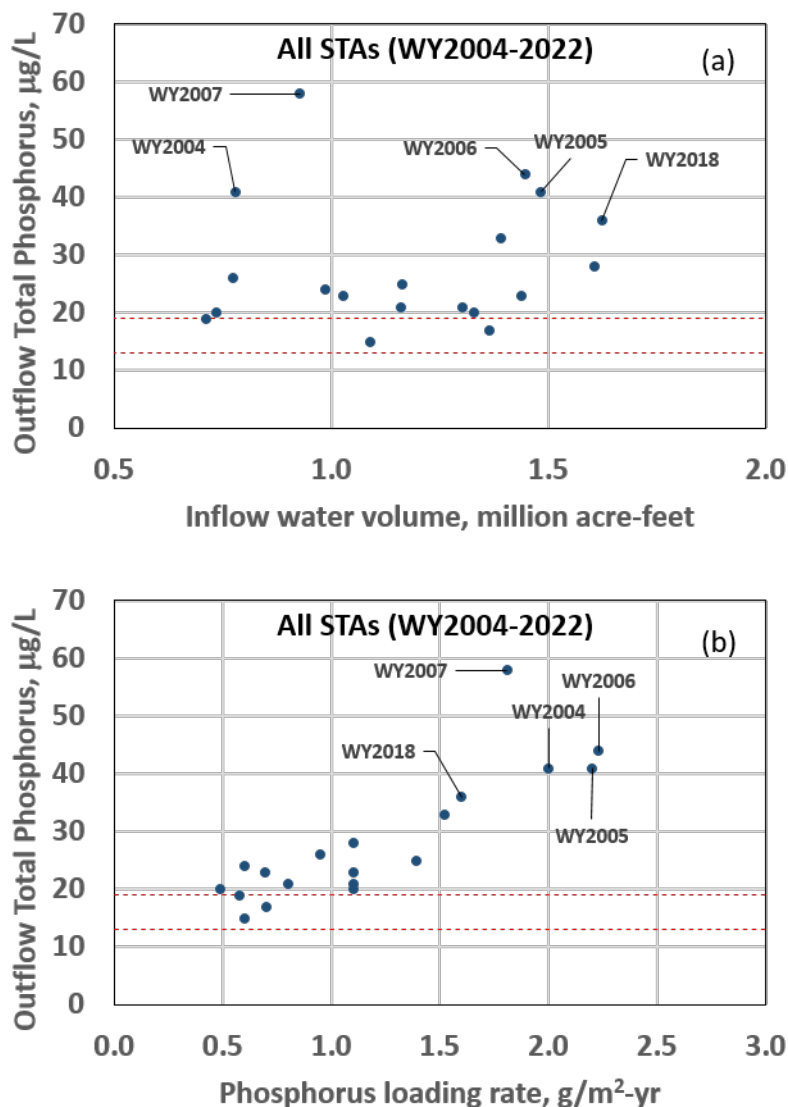 70
60
50
40
30
20
10
0
Outflow Total Phosphorus, µg/L
All STAs (WY2004-2022)
(a)
WY2007
WY2004
WY2006
WY2005
WY2018
0.5
1.0
1.5
2.0
Inflow water volume, million acre-feet
70
60
50
40
30
20
10
0
Outflow Total Phosphorus, µg/L
All STAs (WY2004-2022)
(b)
WY2007
WY2006
WY2004
WY2018
WY2005
0.0
0.5
1.0
1.5
2.0
2.5
3.0
Phosphorus loading rate, g/m²-yr